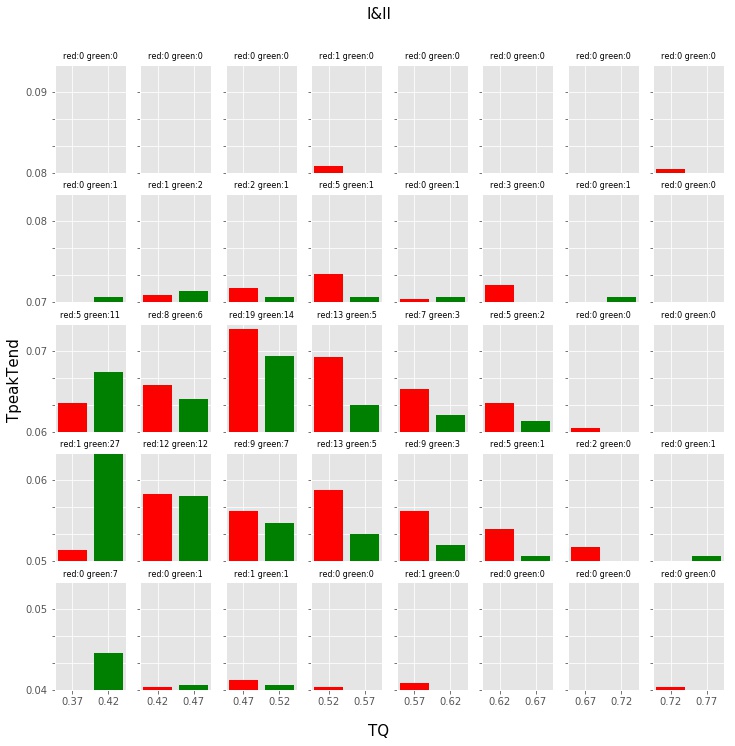 I&II
red:0 green:0 red:0 green:0 red:0 green:0 red:1 green:0 red:0 green:0 red:0 green:0 red:0 green:0 red:0 green:0
0.09
0.08
red:0 green:1 red:1 green:2 red:2 green:1 red:5 green:1 red:0 green:1 red:3 green:0 red:0 green:1 red:0 green:0
0.08
0.07
red:5 green:11 red:8 green:6 red:19 green:14 red:13 green:5 red:7 green:3 red:5 green:2 red:0 green:0 red:0 green:0
0.07
0.06
TpeakTend
red:1 green:27 red:12 green:12 red:9 green:7 red:13 green:5 red:9 green:3 red:5 green:1 red:2 green:0 red:0 green:1
0.06
0.05
red:0 green:7 red:0 green:1 red:1 green:1 red:0 green:0 red:1 green:0 red:0 green:0 red:0 green:0 red:0 green:0
0.05
0.04
0.37 0.42 0.42 0.47 0.47 0.52 0.52 0.57 0.57 0.62 0.62 0.67 0.67 0.72 0.72 0.77
TQ